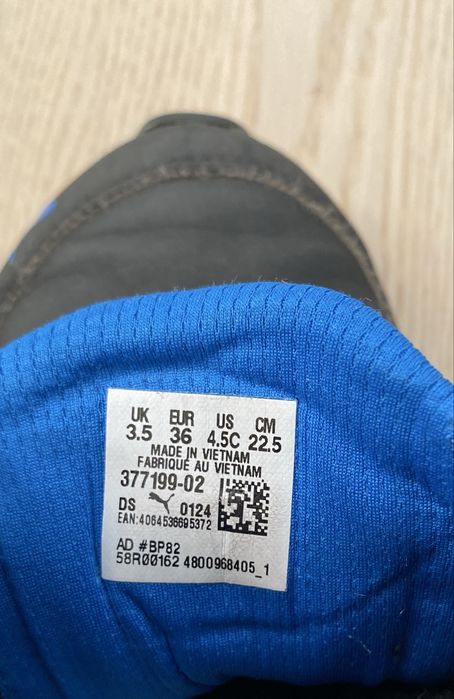 UK EUR US CM
3.5 36 4.5C 22.5
MADE IN VIETNAM
FABRIQUÉ AU VIETNAM
377199-02
DS 0124
EAN:4064536695372
AD #BP82
58R00162 4800968405_1